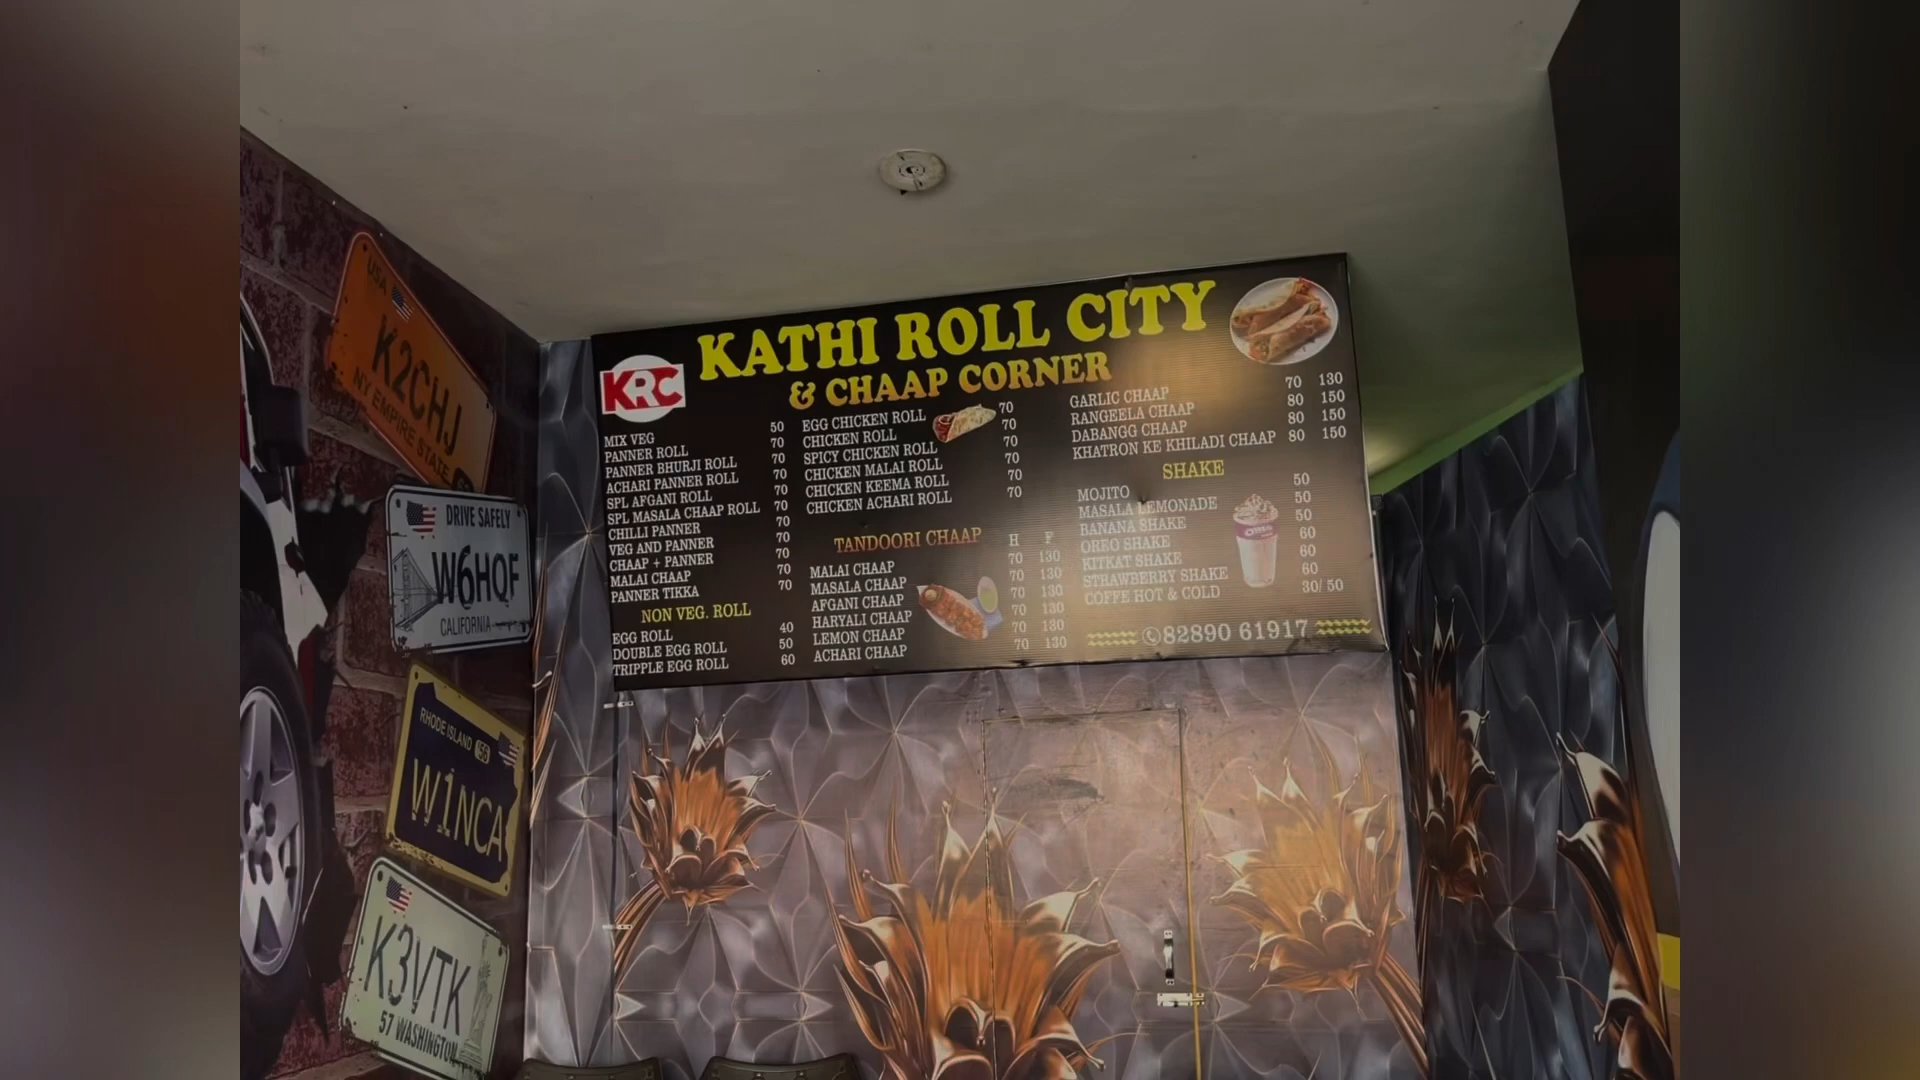 KRC
KATHI ROLL CITY
& CHAAP CORNER
MIX VEG 50
PANNER ROLL 70
PANNER BHURJI ROLL 70
ACHARI PANNER ROLL 70
SPL AFGANI ROLL 70
SPL MASALA CHAAP ROLL 70
CHILLI PANNER 70
VEG AND PANNER 70
CHAAP + PANNER 70
MALAI CHAAP 70
PANNER TIKKA 70
NON VEG. ROLL
EGG ROLL 40
DOUBLE EGG ROLL 50
TRIPPLE EGG ROLL 60
EGG CHICKEN ROLL 70
CHICKEN ROLL 70
SPICY CHICKEN ROLL 70
CHICKEN MALAI ROLL 70
CHICKEN KEEMA ROLL 70
CHICKEN ACHARI ROLL 70
TANDOORI CHAAP H F
MALAI CHAAP 70 130
MASALA CHAAP 70 130
AFGANI CHAAP 70 130
HARYALI CHAAP 70 130
LEMON CHAAP 70 130
ACHARI CHAAP 70 130
GARLIC CHAAP 70 130
RANGEELA CHAAP 80 150
DABANGG CHAAP 80 150
KHATRON KE KHILADI CHAAP 80 150
SHAKE
MOJITO 50
MASALA LEMONADE 50
BANANA SHAKE 50
OREO SHAKE 60
KITKAT SHAKE 60
STRAWBERRY SHAKE 60
COFFE HOT & COLD 30/50
OREO
82890 61917
USA
K2CHJ
NY EMPIRE STATE
DRIVE SAFELY
W6HQF
CALIFORNIA
RHODE ISLAND 56
W1NCA
K3VTK
57 WASHINGTON